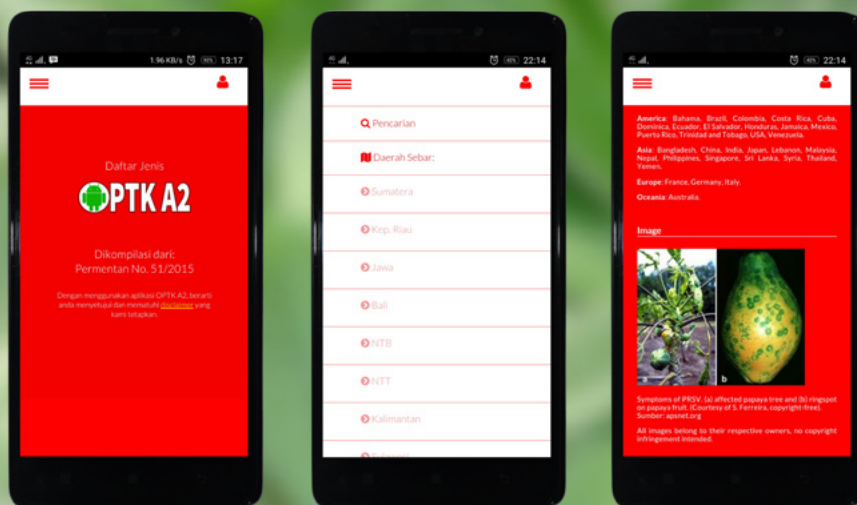 1.96 KB/s 90% 13:17
Daftar Jenis
OPTK A2
Dikompilasi dari:
Permentan No. 51/2015
Dengan menggunakan aplikasi OPTK A2, berarti
anda menyetujui dan mematuhi disclaimer yang
kami tetapkan.
22:14
Pencarian
Daerah Sebar:
Sumatera
Kep. Riau
Jawa
Bali
NTB
NTT
Kalimantan
22:14
America: Bahama, Brazil, Colombia, Costa Rica, Cuba,
Dominica, Ecuador, El Salvador, Honduras, Jamaica, Mexico,
Puerto Rico, Trinidad and Tobago, USA, Venezuela.
Asia: Bangladesh, China, India, Japan, Lebanon, Malaysia,
Nepal, Philippines, Singapore, Sri Lanka, Syria, Thailand,
Yemen.
Europe: France, Germany, Italy.
Oceania: Australia.
Image
a b
Symptoms of PRSV. (a) affected papaya tree and (b) ringspot
on papaya fruit. (Courtesy of S. Ferreira, copyright-free).
Sumber: apsnet.org
All images belong to their respective owners, no copyright
infringement intended.